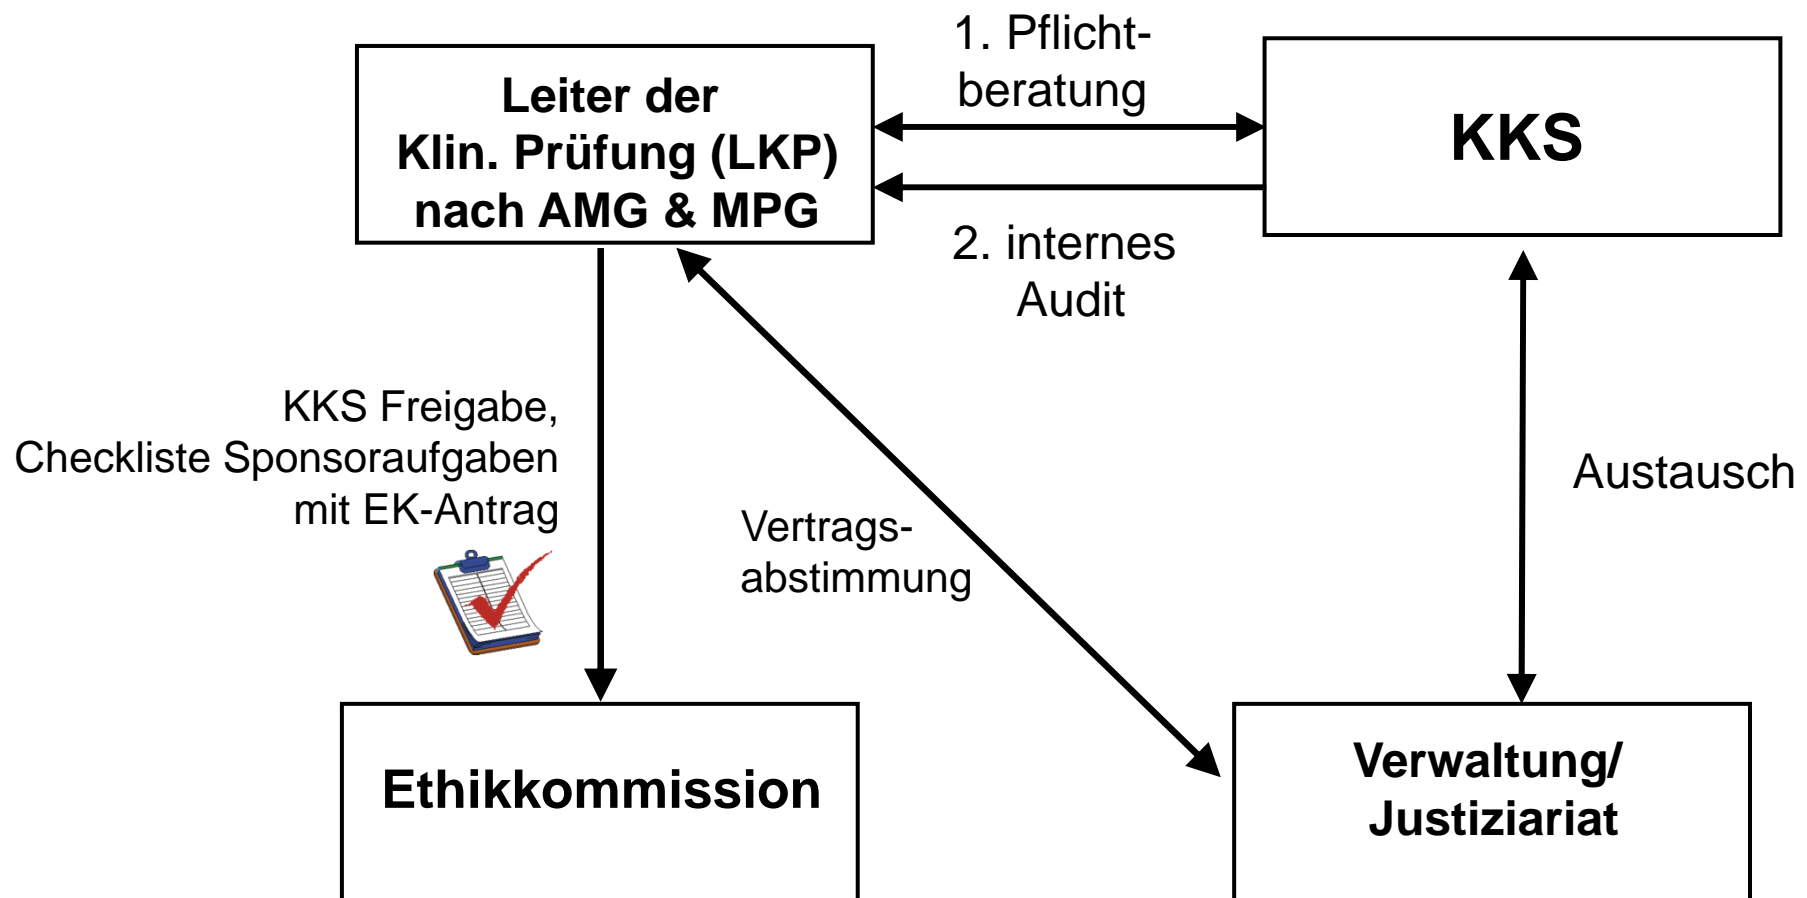 Leiter der
Klin. Prüfung (LKP)
nach AMG & MPG
1. Pflicht-
beratung
KKS
2. internes
Audit
KKS Freigabe,
Checkliste Sponsoraufgaben
mit EK-Antrag
Vertrags-
abstimmung
Austausch
Ethikkommission
Verwaltung/
Justiziariat